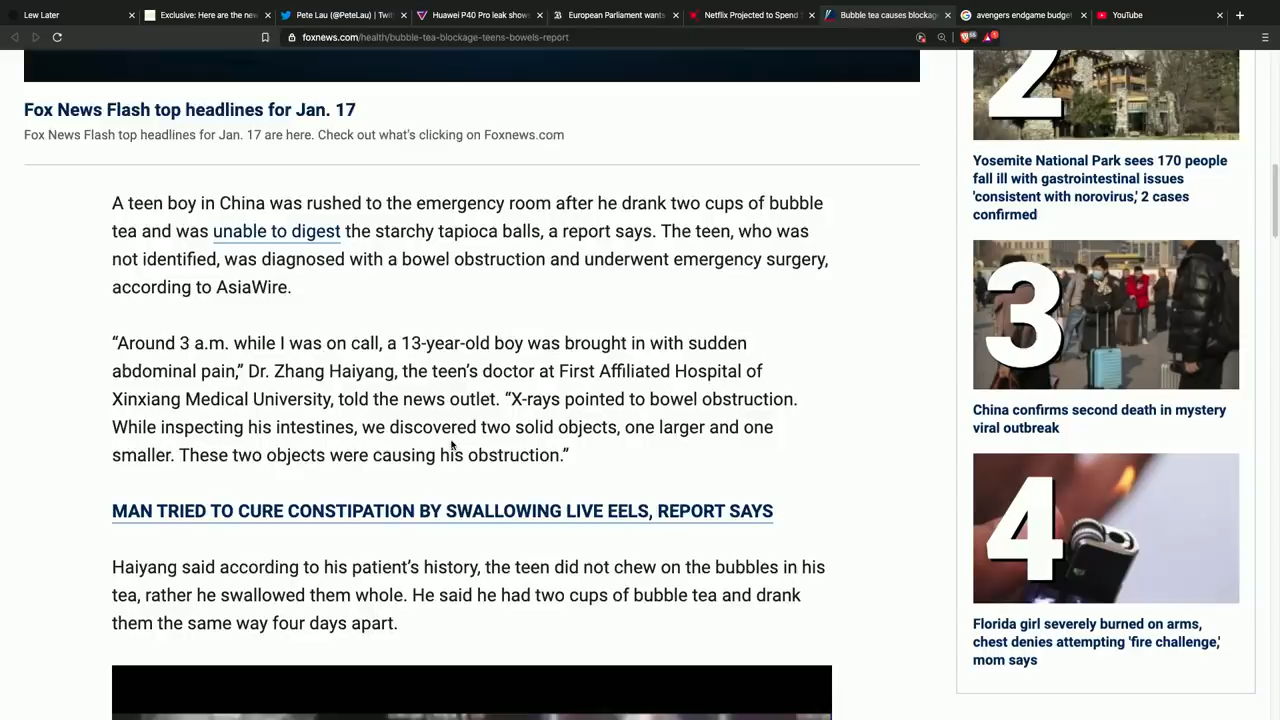 Lew Later
Exclusive: Here are the new
Pete Lau (@PeteLau) | Twitt
Huawei P40 Pro leak shows
European Parliament wants
Netflix Projected to Spend
Bubble tea causes blockage
avengers endgame budget
YouTube
foxnews.com/health/bubble-tea-blockage-teens-bowels-report
Fox News Flash top headlines for Jan. 17
Fox News Flash top headlines for Jan. 17 are here. Check out what's clicking on Foxnews.com
A teen boy in China was rushed to the emergency room after he drank two cups of bubble
tea and was unable to digest the starchy tapioca balls, a report says. The teen, who was
not identified, was diagnosed with a bowel obstruction and underwent emergency surgery,
according to AsiaWire.
“Around 3 a.m. while I was on call, a 13-year-old boy was brought in with sudden
abdominal pain,” Dr. Zhang Haiyang, the teen’s doctor at First Affiliated Hospital of
Xinxiang Medical University, told the news outlet. “X-rays pointed to bowel obstruction.
While inspecting his intestines, we discovered two solid objects, one larger and one
smaller. These two objects were causing his obstruction.”
MAN TRIED TO CURE CONSTIPATION BY SWALLOWING LIVE EELS, REPORT SAYS
Haiyang said according to his patient’s history, the teen did not chew on the bubbles in his
tea, rather he swallowed them whole. He said he had two cups of bubble tea and drank
them the same way four days apart.
2
Yosemite National Park sees 170 people
fall ill with gastrointestinal issues
'consistent with norovirus,' 2 cases
confirmed
3
China confirms second death in mystery
viral outbreak
4
Florida girl severely burned on arms,
chest denies attempting 'fire challenge,'
mom says